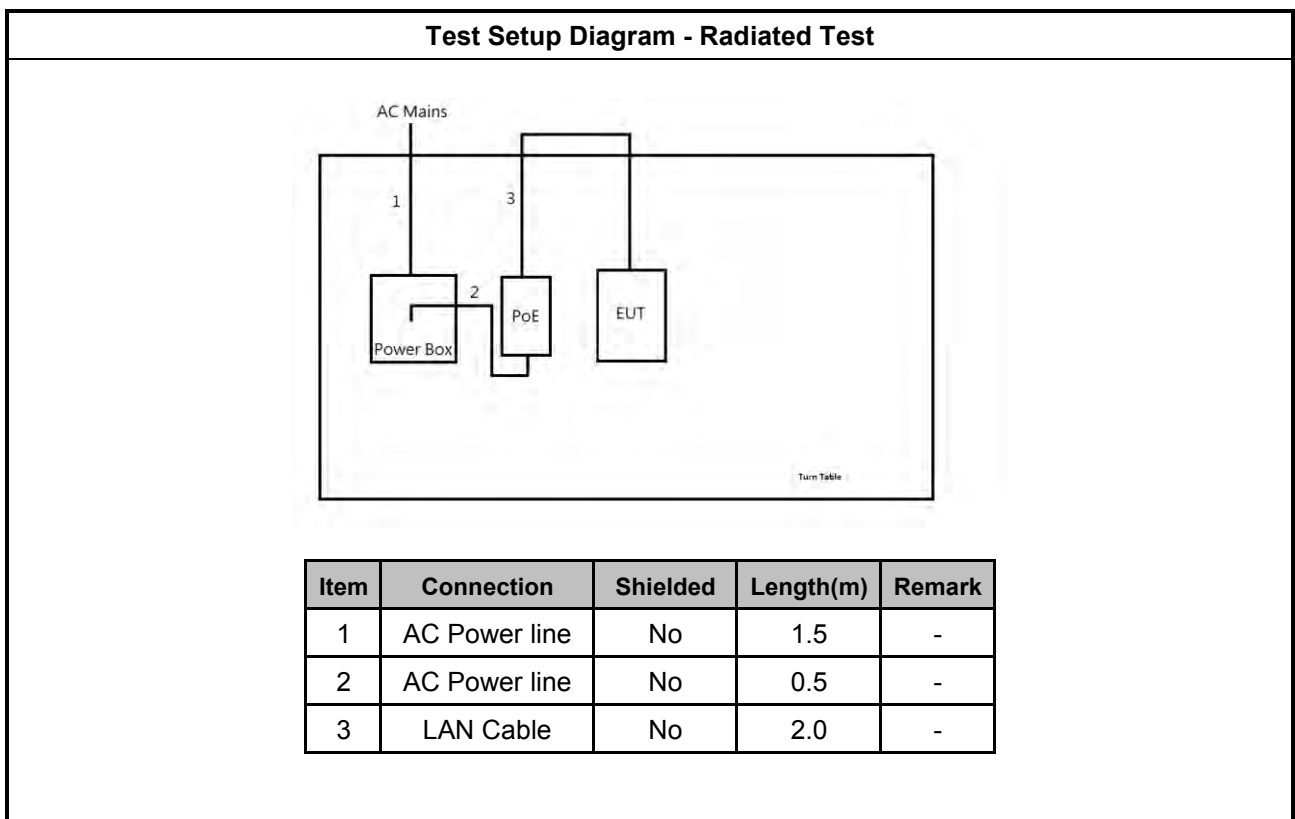 Test Setup Diagram - Radiated Test
AC Mains
1
3
2
PoE
EUT
Power Box
Turn Table
Item Connection Shielded Length(m) Remark
1 AC Power line No 1.5 -
2 AC Power line No 0.5 -
3 LAN Cable No 2.0 -